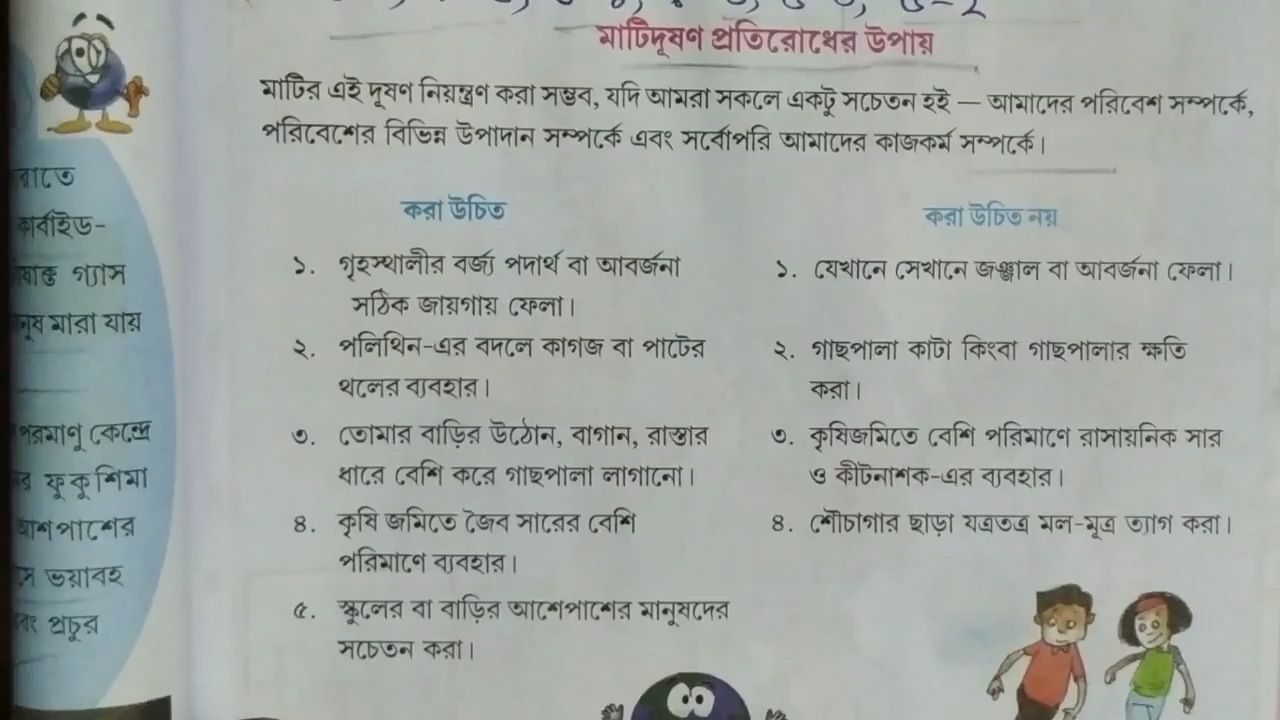 মাটিদূষণ প্রতিরোধের উপায়
মাটির এই দূষণ নিয়ন্ত্রণ করা সম্ভব, যদি আমরা সকলে একটু সচেতন হই — আমাদের পরিবেশ সম্পর্কে,
পরিবেশের বিভিন্ন উপাদান সম্পর্কে এবং সর্বোপরি আমাদের কাজকর্ম সম্পর্কে।
করা উচিত
১. গৃহস্থালীর বর্জ্য পদার্থ বা আবর্জনা
সঠিক জায়গায় ফেলা।
২. পলিথিন-এর বদলে কাগজ বা পাটের
থলের ব্যবহার।
৩. তোমার বাড়ির উঠোন, বাগান, রাস্তার
ধারে বেশি করে গাছপালা লাগানো।
৪. কৃষি জমিতে জৈব সারের বেশি
পরিমাণে ব্যবহার।
৫. স্কুলের বা বাড়ির আশেপাশের মানুষদের
সচেতন করা।
করা উচিত নয়
১. যেখানে সেখানে জঞ্জাল বা আবর্জনা ফেলা।
২. গাছপালা কাটা কিংবা গাছপালার ক্ষতি
করা।
৩. কৃষিজমিতে বেশি পরিমাণে রাসায়নিক সার
ও কীটনাশক-এর ব্যবহার।
৪. শৌচাগার ছাড়া যত্রতত্র মল-মূত্র ত্যাগ করা।
কার্বাইড-
গ্যাস
মারা যায়
পরমাণু কেন্দ্রে
ফুকুশিমা
আশপাশের
ভয়াবহ
প্রচুর